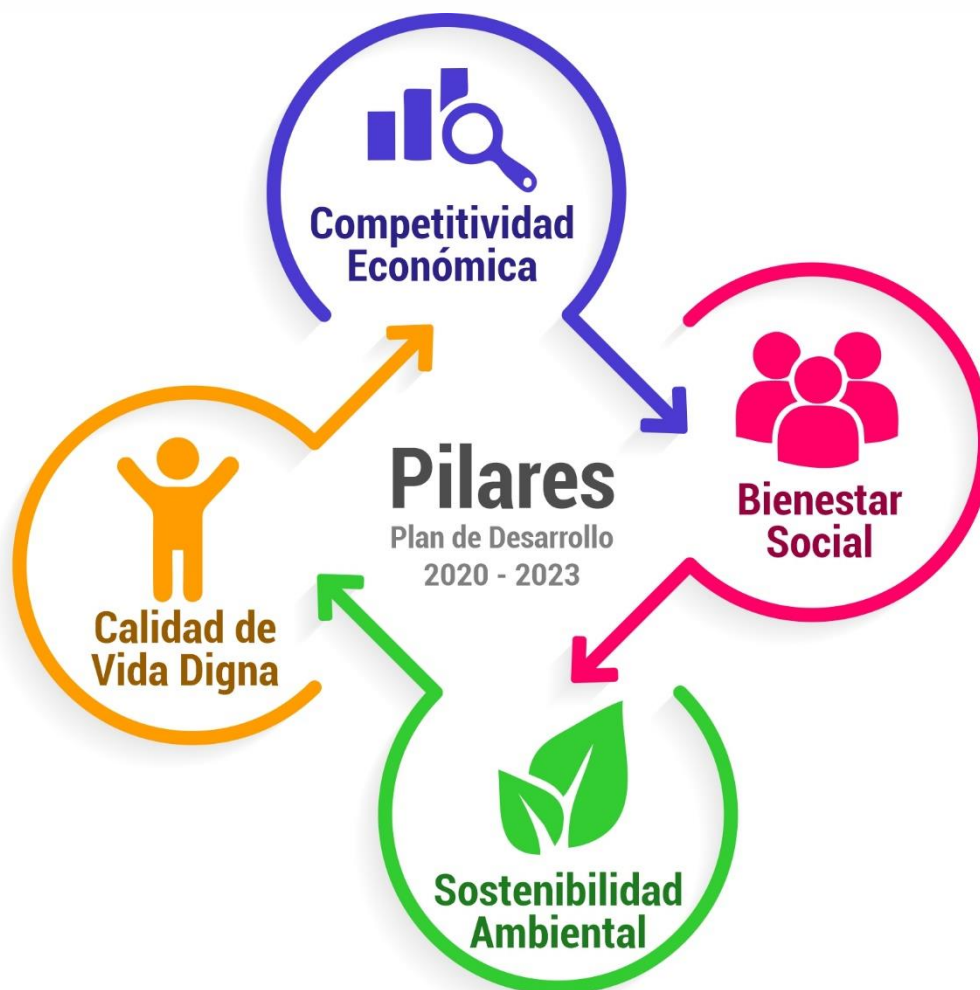 Competitividad
Económica
Bienestar
Social
Pilares
Plan de Desarrollo
2020 - 2023
Calidad de
Vida Digna
Sostenibilidad
Ambiental